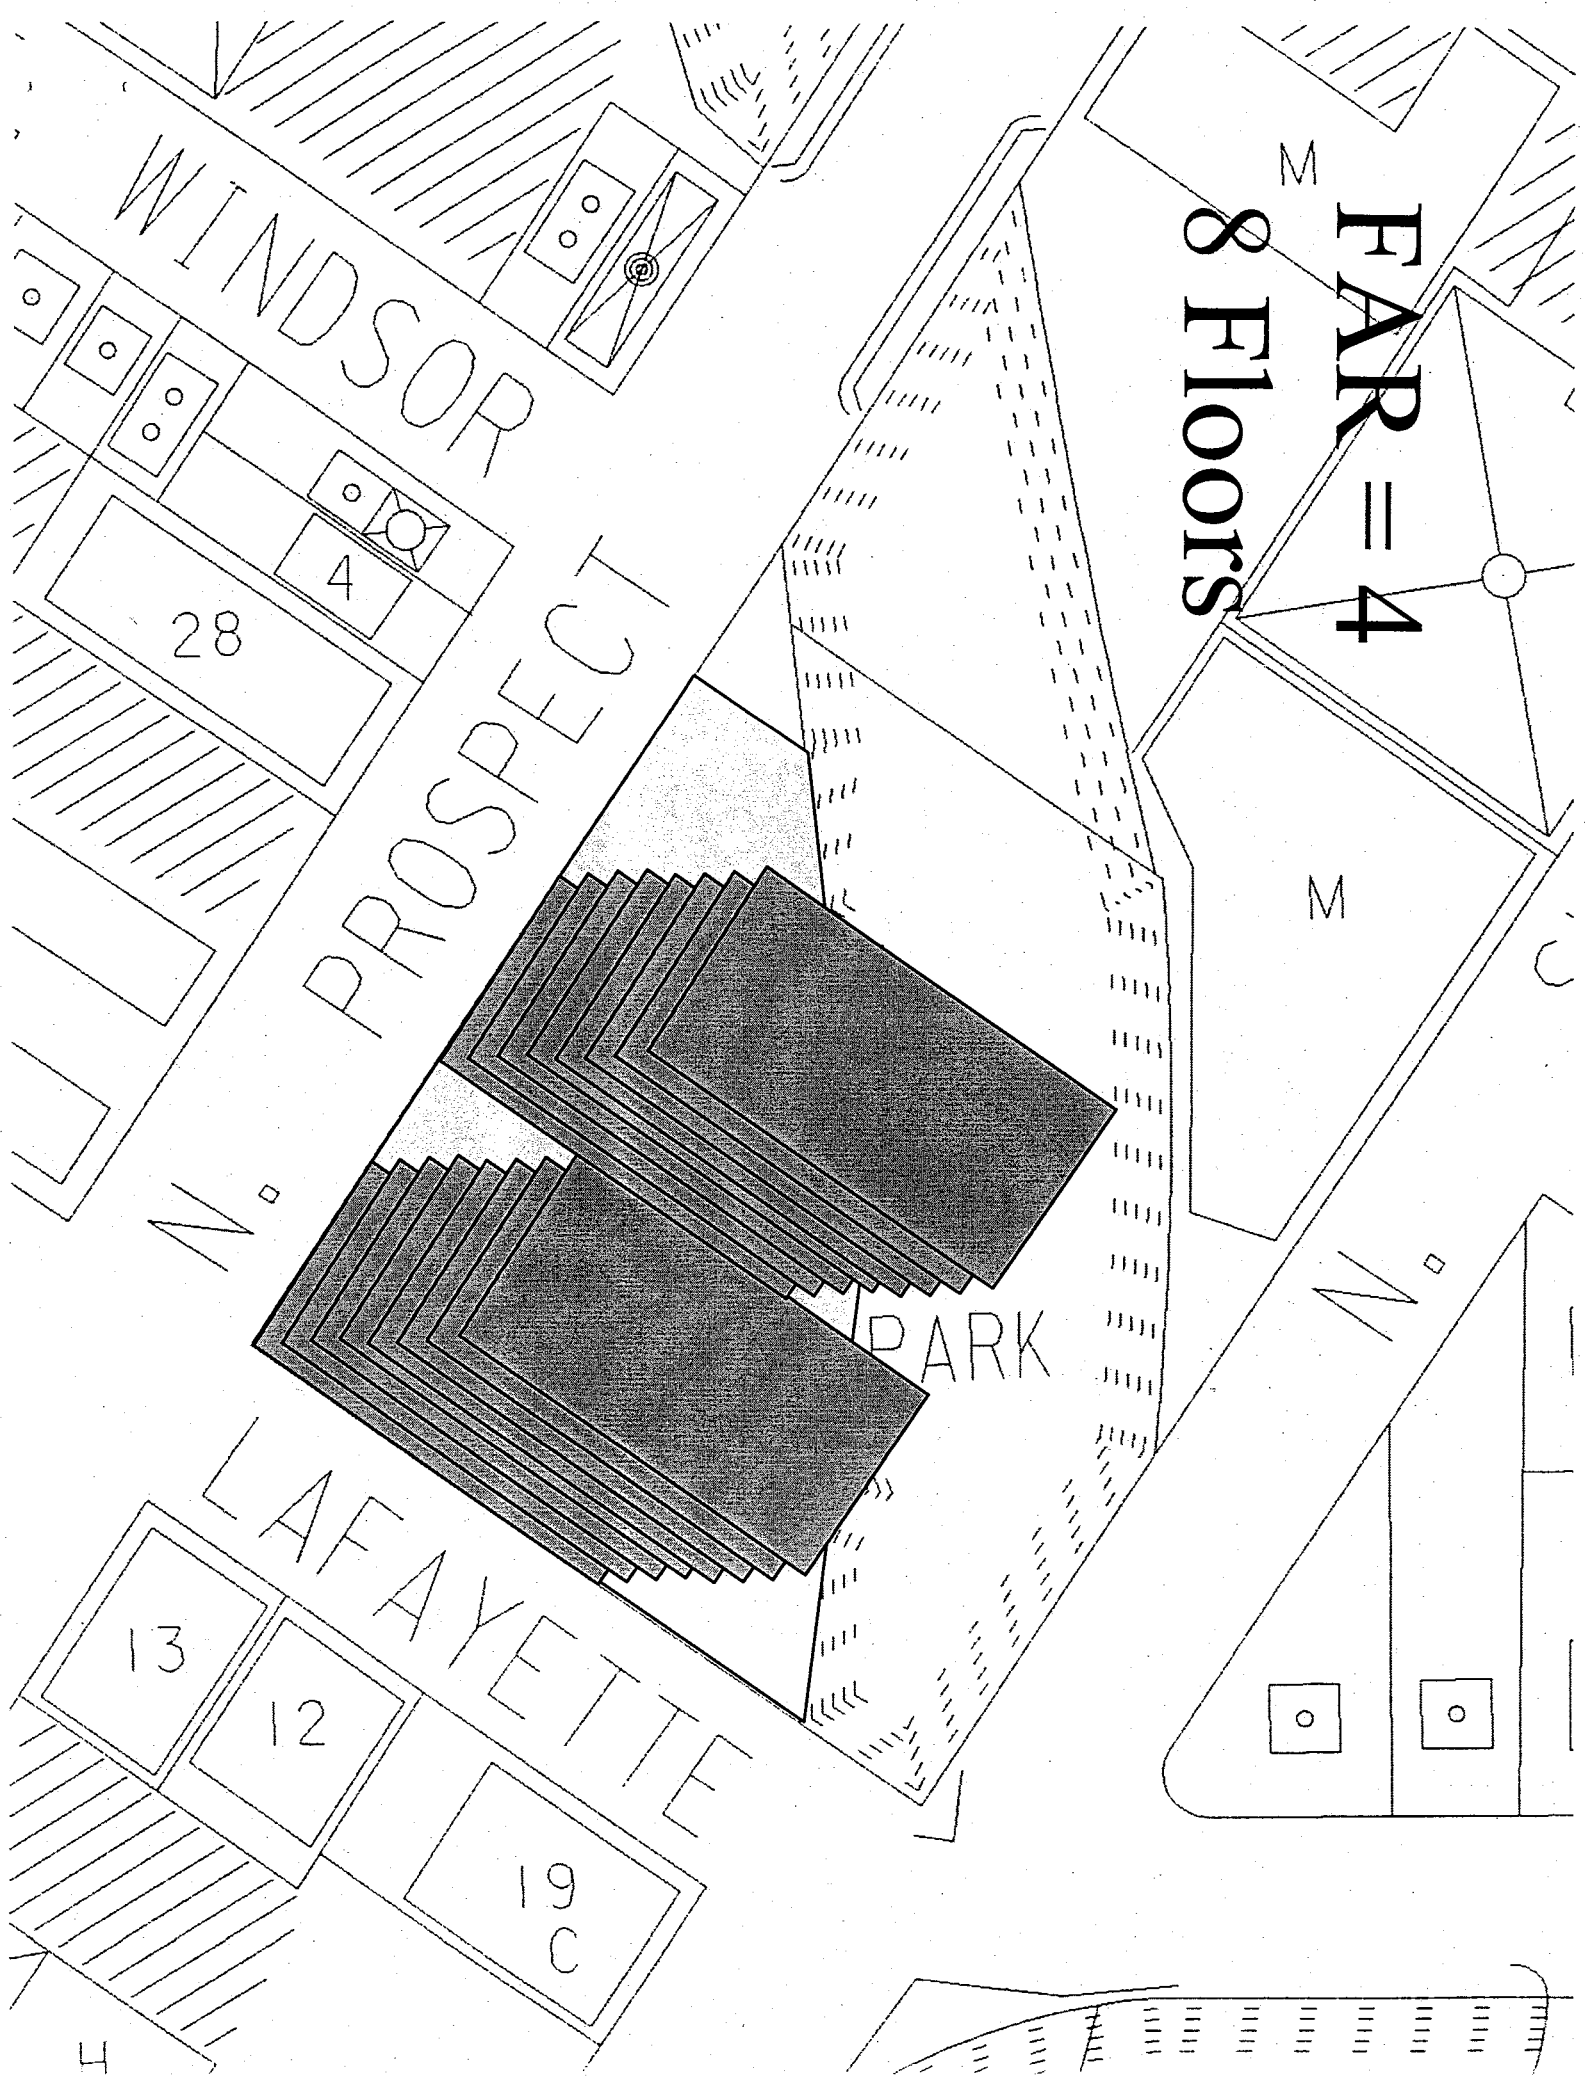 FAR = 4
8 Floors
M
WINDSOR
4
28
N. PROSPECT
M
PARK
N.
LAFAYETTE
13
12
19
C